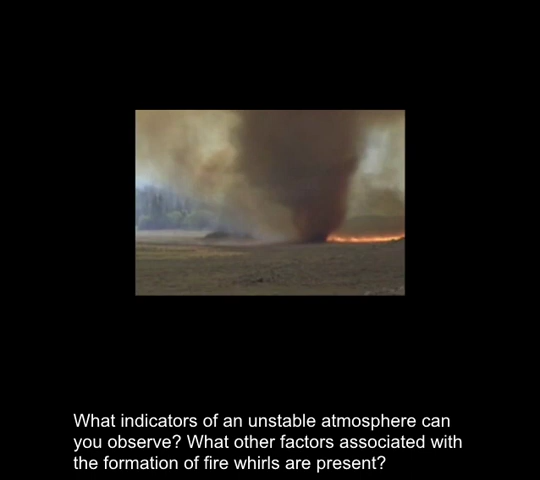 What indicators of an unstable atmosphere can
you observe? What other factors associated with
the formation of fire whirls are present?